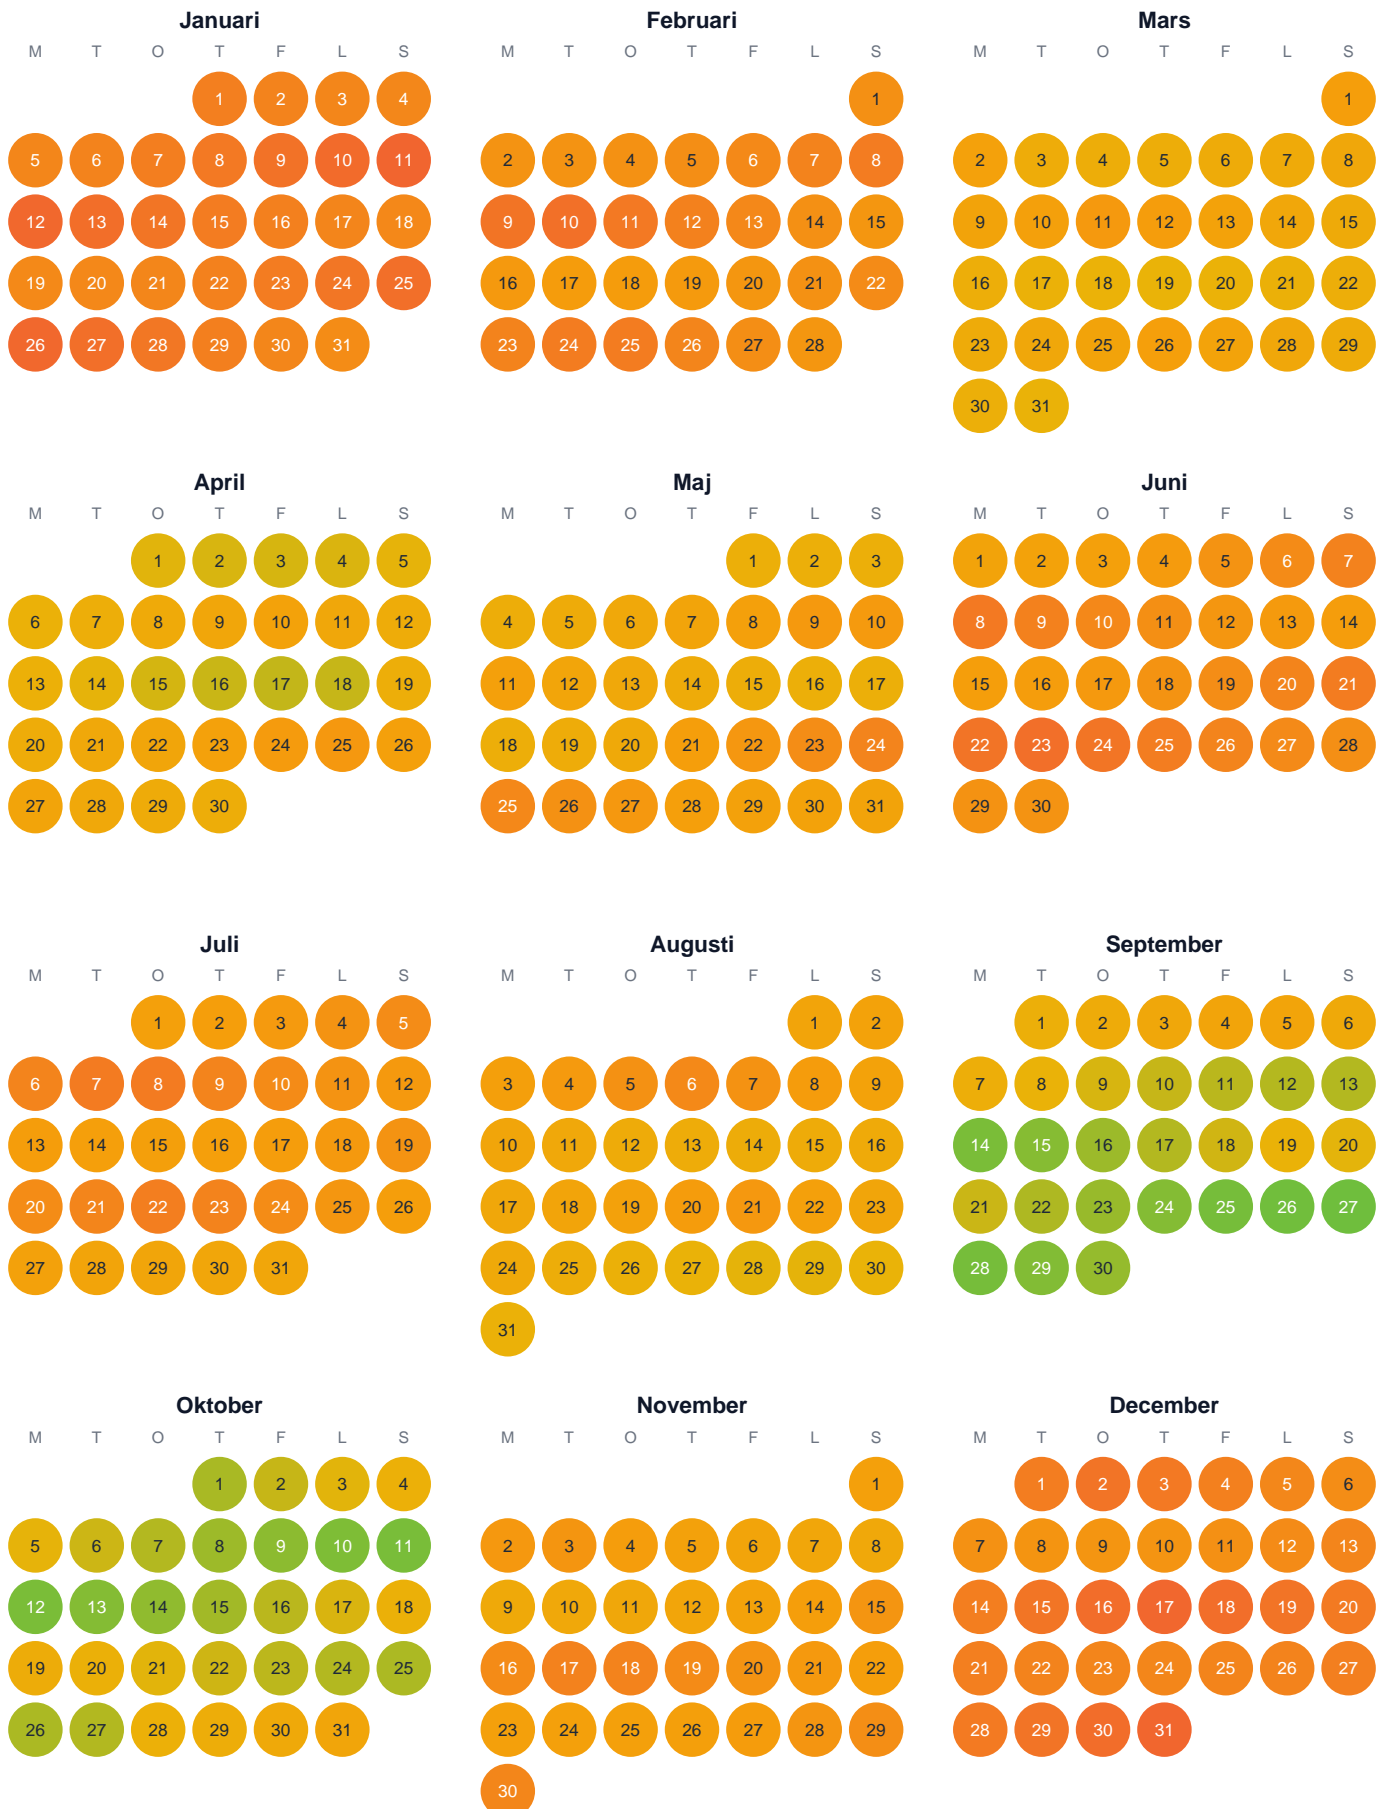 Januari Februari Mars
M T O T F L S M T O T F L S M T O T F L S
1 2 3 4 1 1
5 6 7 8 9 10 11 2 3 4 5 6 7 8 2 3 4 5 6 7 8
12 13 14 15 16 17 18 9 10 11 12 13 14 15 9 10 11 12 13 14 15
19 20 21 22 23 24 25 16 17 18 19 20 21 22 16 17 18 19 20 21 22
26 27 28 29 30 31 23 24 25 26 27 28 23 24 25 26 27 28 29
30 31
April Maj Juni
M T O T F L S M T O T F L S M T O T F L S
1 2 3 4 5 1 2 3 1 2 3 4 5 6 7
6 7 8 9 10 11 12 4 5 6 7 8 9 10 8 9 10 11 12 13 14
13 14 15 16 17 18 19 11 12 13 14 15 16 17 15 16 17 18 19 20 21
20 21 22 23 24 25 26 18 19 20 21 22 23 24 22 23 24 25 26 27 28
27 28 29 30 25 26 27 28 29 30 31 29 30
Juli Augusti September
M T O T F L S M T O T F L S M T O T F L S
1 2 3 4 5 1 2 1 2 3 4 5 6
6 7 8 9 10 11 12 3 4 5 6 7 8 9 7 8 9 10 11 12 13
13 14 15 16 17 18 19 10 11 12 13 14 15 16 14 15 16 17 18 19 20
20 21 22 23 24 25 26 17 18 19 20 21 22 23 21 22 23 24 25 26 27
27 28 29 30 31 24 25 26 27 28 29 30 28 29 30
31
Oktober November December
M T O T F L S M T O T F L S M T O T F L S
1 2 3 4 1 1 2 3 4 5 6
5 6 7 8 9 10 11 2 3 4 5 6 7 8 7 8 9 10 11 12 13
12 13 14 15 16 17 18 9 10 11 12 13 14 15 14 15 16 17 18 19 20
19 20 21 22 23 24 25 16 17 18 19 20 21 22 21 22 23 24 25 26 27
26 27 28 29 30 31 23 24 25 26 27 28 29 28 29 30 31
30